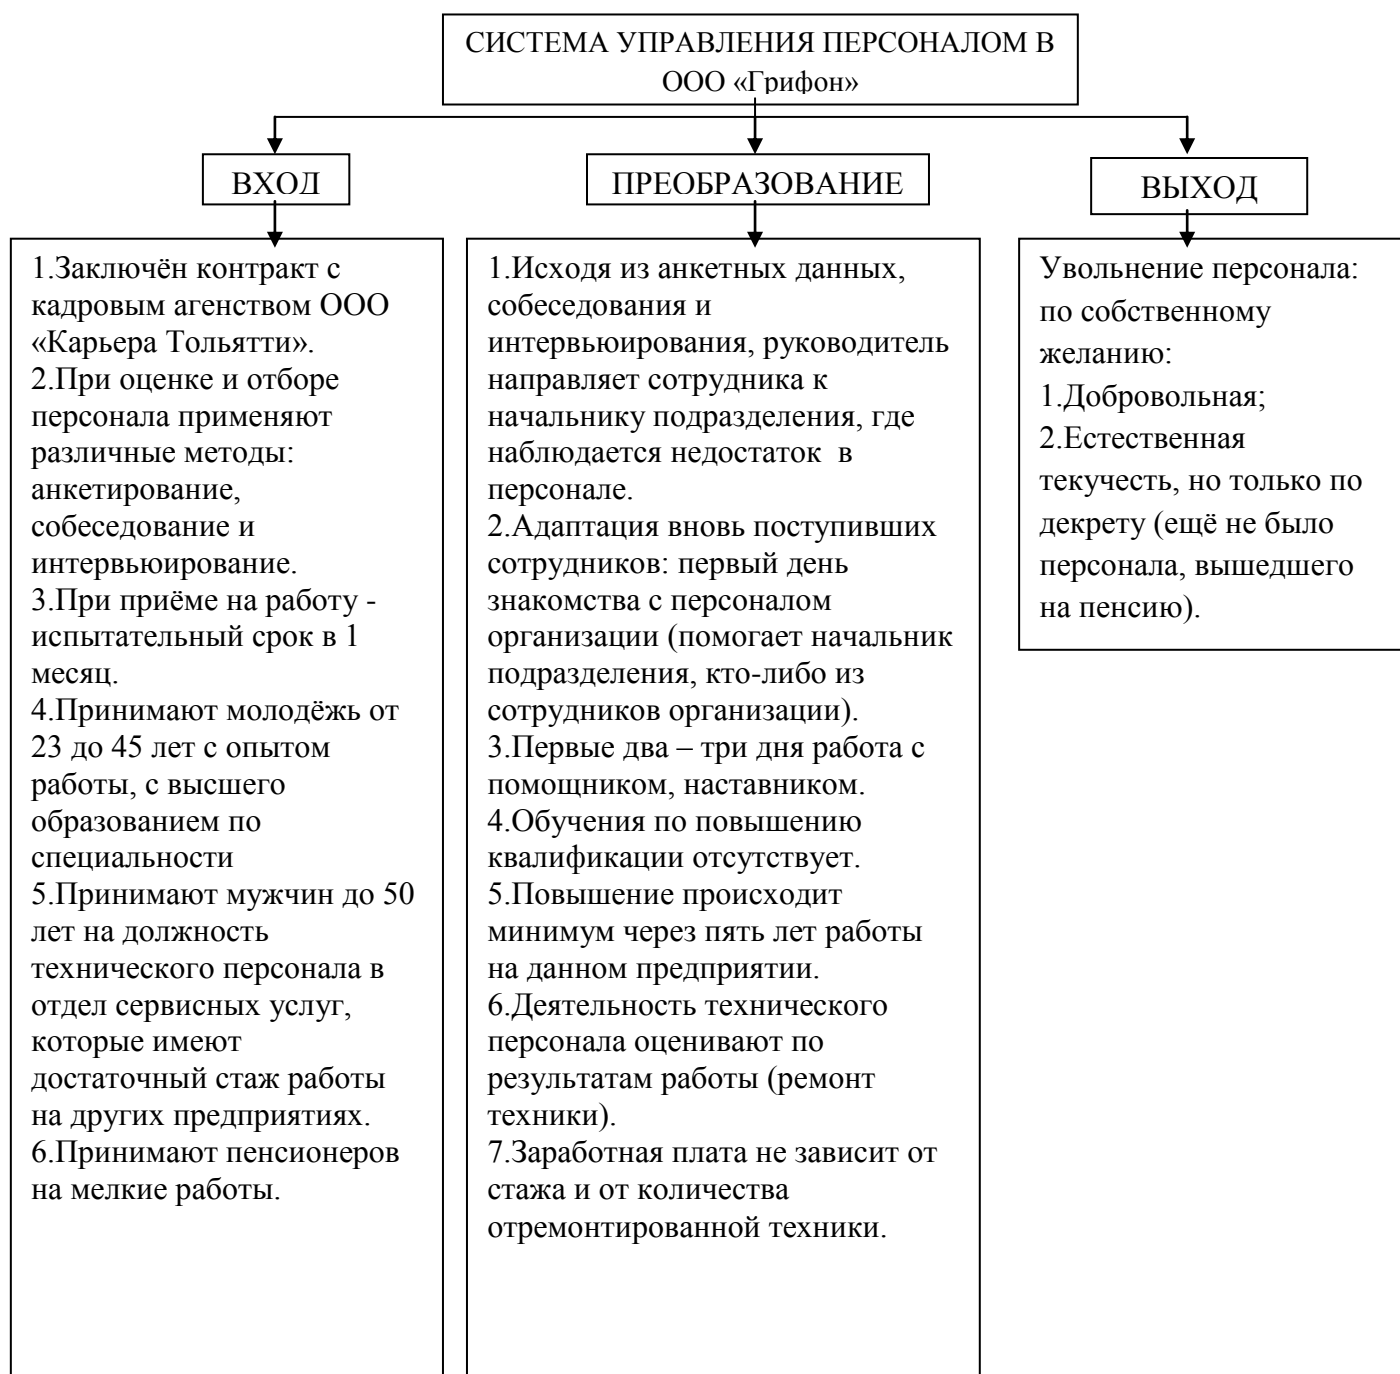 СИСТЕМА УПРАВЛЕНИЯ ПЕРСОНАЛОМ В
ООО «Грифон»
ВХОД
ПРЕОБРАЗОВАНИЕ
ВЫХОД
1.Заключён контракт с
кадровым агенством ООО
«Карьера Тольятти».
2.При оценке и отборе
персонала применяют
различные методы:
анкетирование,
собеседование и
интервьюирование.
3.При приёме на работу -
испытательный срок в 1
месяц.
4.Принимают молодёжь от
23 до 45 лет с опытом
работы, с высшего
образованием по
специальности
5.Принимают мужчин до 50
лет на должность
технического персонала в
отдел сервисных услуг,
которые имеют
достаточный стаж работы
на других предприятиях.
6.Принимают пенсионеров
на мелкие работы.
1.Исходя из анкетных данных,
собеседования и
интервьюирования, руководитель
направляет сотрудника к
начальнику подразделения, где
наблюдается недостаток в
персонале.
2.Адаптация вновь поступивших
сотрудников: первый день
знакомства с персоналом
организации (помогает начальник
подразделения, кто-либо из
сотрудников организации).
3.Первые два – три дня работа с
помощником, наставником.
4.Обучения по повышению
квалификации отсутствует.
5.Повышение происходит
минимум через пять лет работы
на данном предприятии.
6.Деятельность технического
персонала оценивают по
результатам работы (ремонт
техники).
7.Заработная плата не зависит от
стажа и от количества
отремонтированной техники.
Увольнение персонала:
по собственному
желанию:
1.Добровольная;
2.Естественная
текучесть, но только по
декрету (ещё не было
персонала, вышедшего
на пенсию).